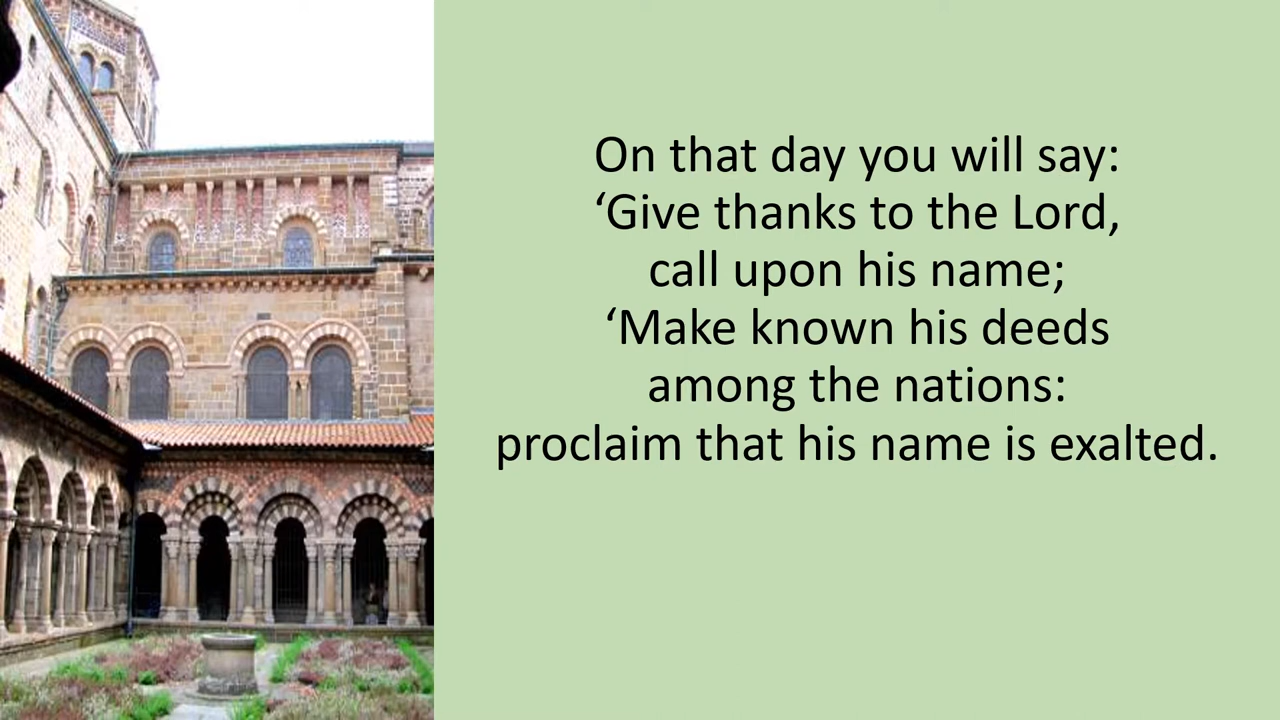 On that day you will say:
‘Give thanks to the Lord,
call upon his name;
‘Make known his deeds
among the nations:
proclaim that his name is exalted.